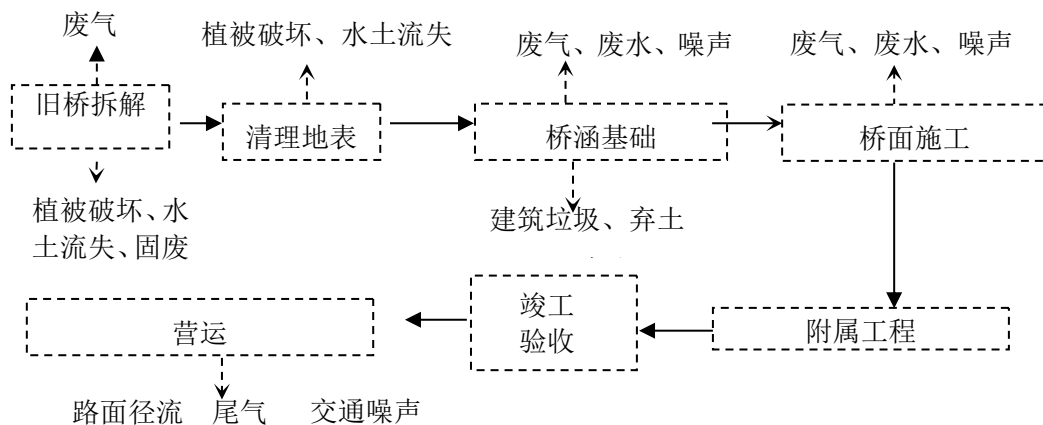 废气
植被破坏、水土流失
废气、废水、噪声
废气、废水、噪声
旧桥拆解
清理地表
桥涵基础
桥面施工
植被破坏、水
土流失、固废
建筑垃圾、弃土
竣工
验收
营运
附属工程
路面径流 尾气 交通噪声